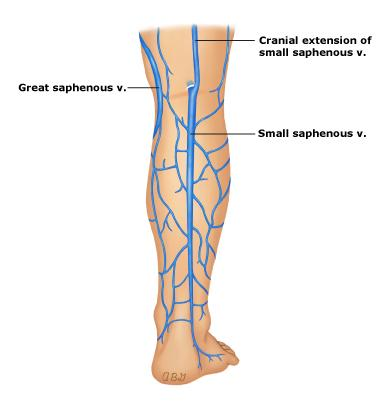 Cranial extension of
small saphenous v.
Great saphenous v.
Small saphenous v.